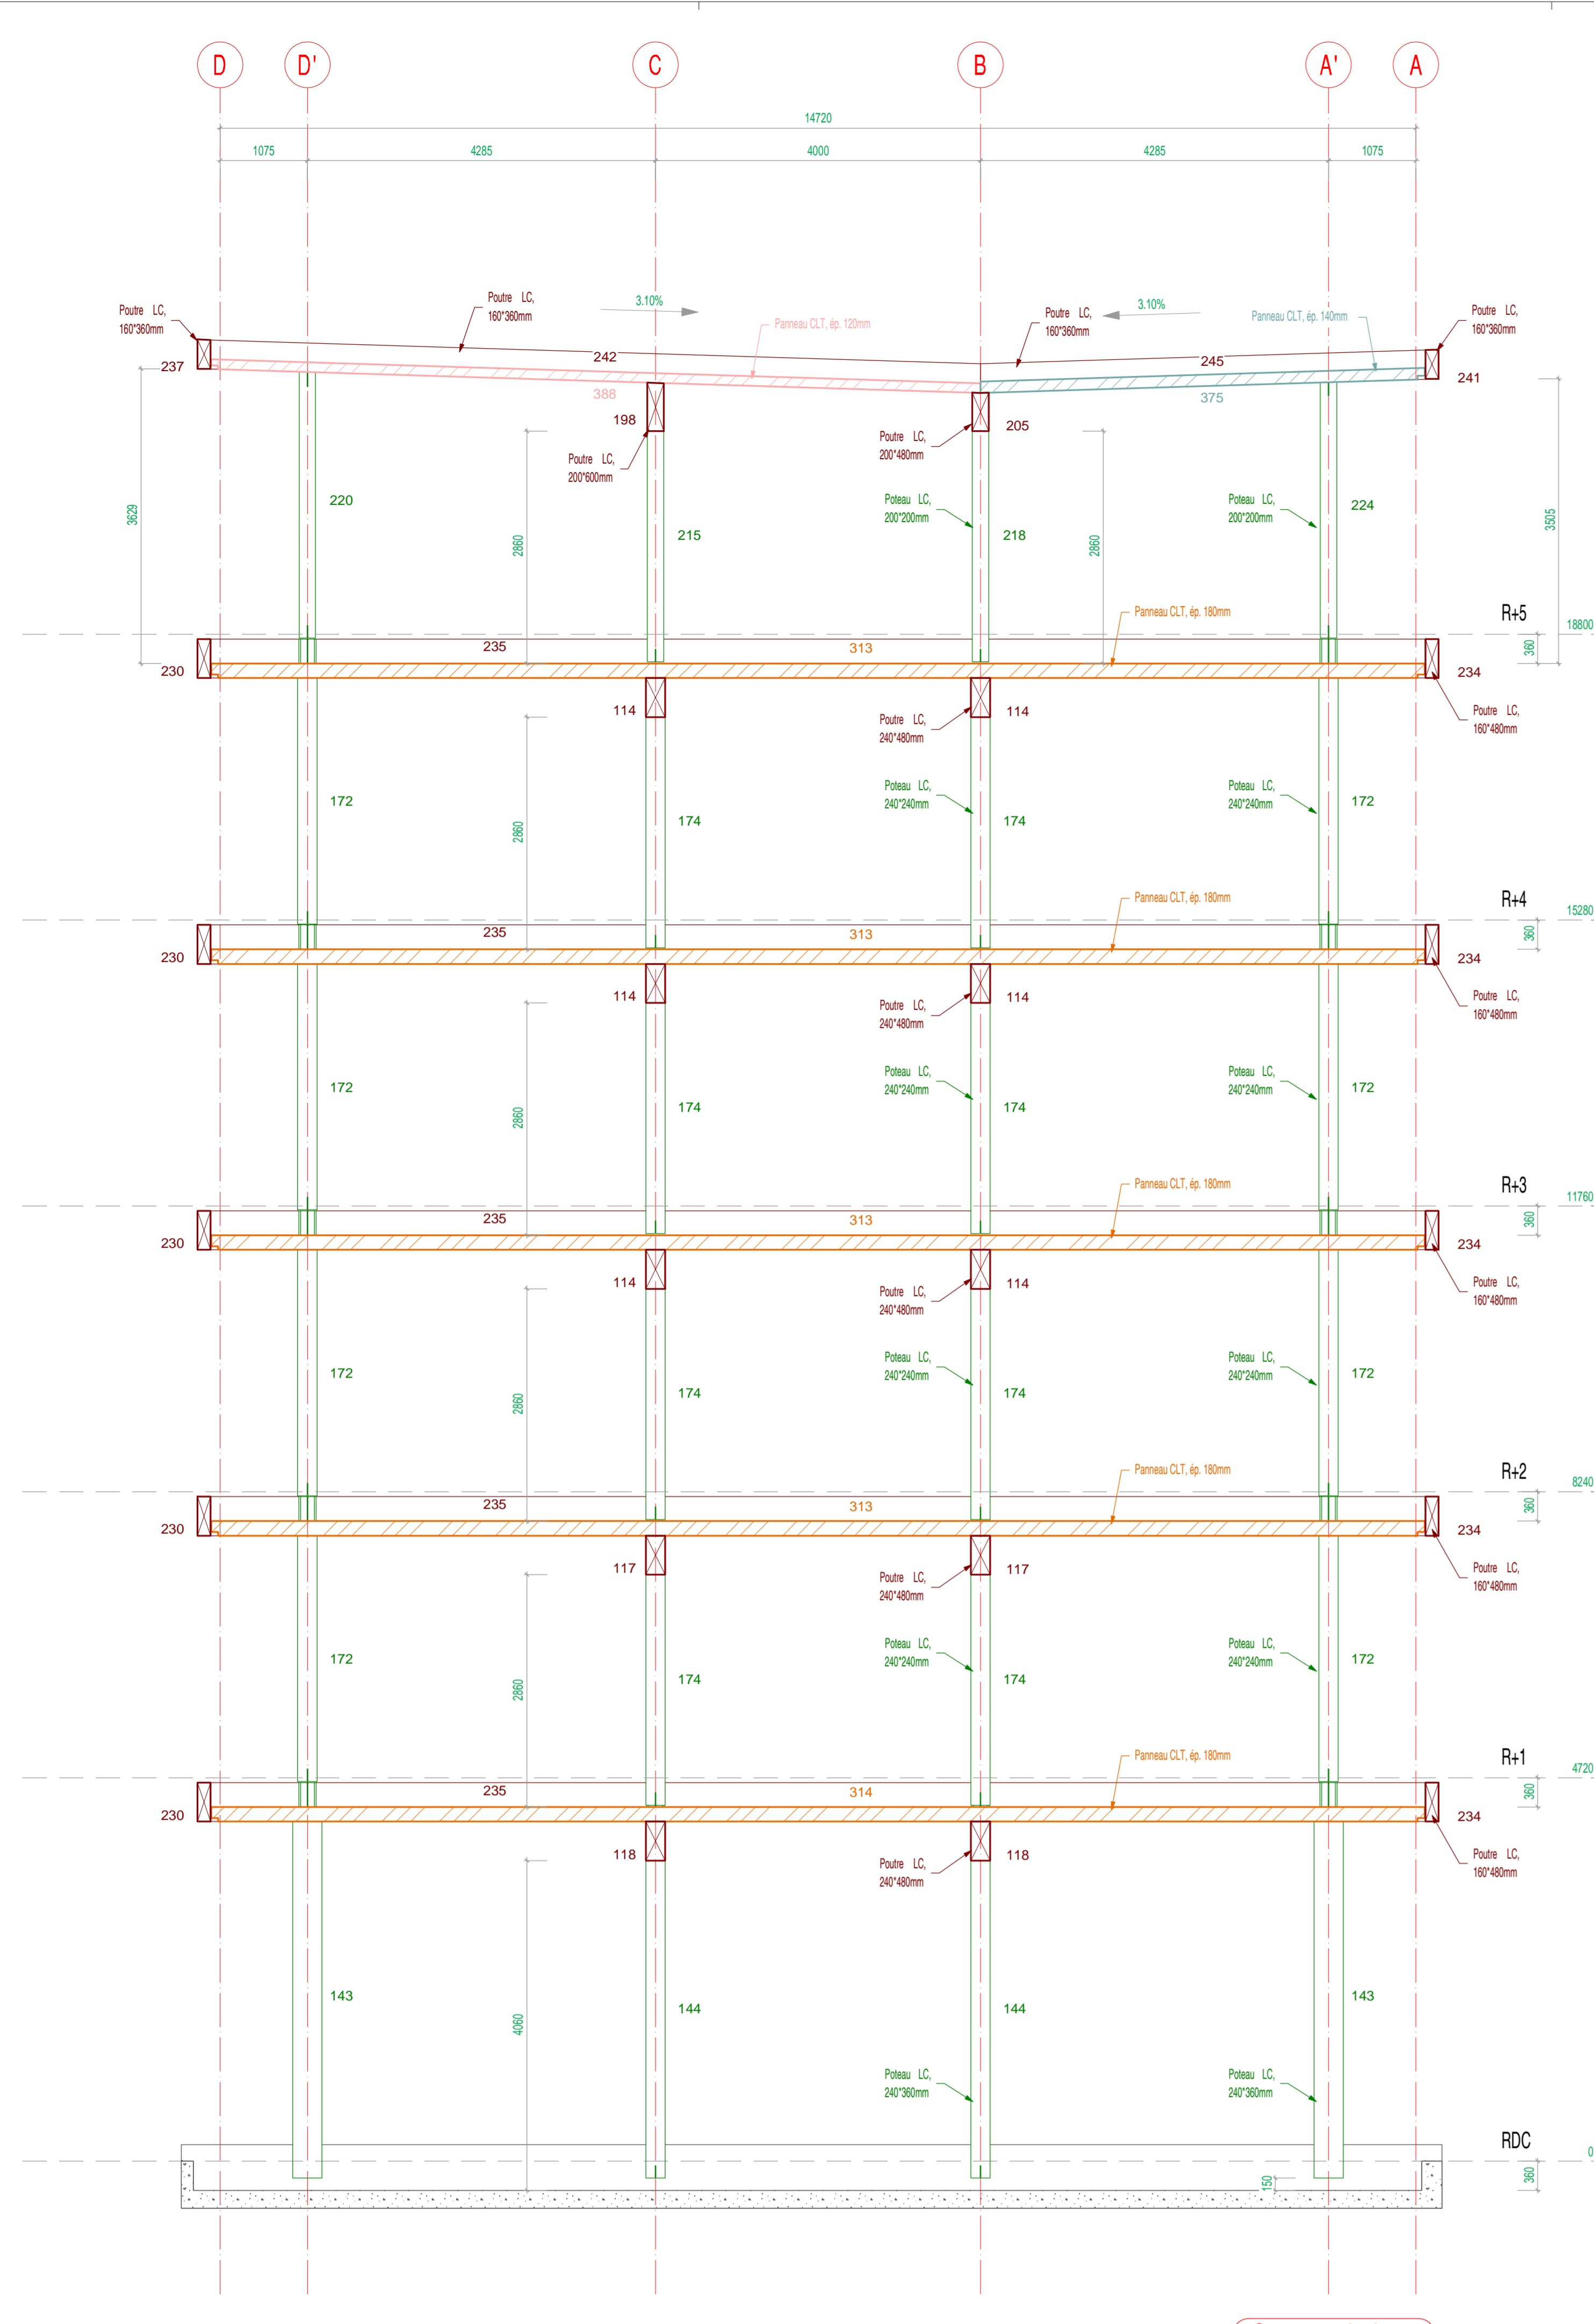 D D' C B A' A
14720
1075 4285 4000 4285 1075
Poutre LC,
160*360mm
Poutre LC,
160*360mm
3.10%
Panneau CLT, ép. 120mm
Poutre LC,
160*360mm
3.10%
Panneau CLT, ép. 140mm
Poutre LC,
160*360mm
237 242 245 241
388 375
198 205
Poutre LC,
200*600mm
Poutre LC,
200*480mm
3629
220
2860
215
Poteau LC,
200*200mm
218
2860
Poteau LC,
200*200mm
224
3505
Panneau CLT, ép. 180mm
R+5
18800
360
235 313
230 234
114 114
Poutre LC,
240*480mm
Poutre LC,
160*480mm
172
2860
174
Poteau LC,
240*240mm
174
Poteau LC,
240*240mm
172
Panneau CLT, ép. 180mm
R+4
15280
360
235 313
230 234
114 114
Poutre LC,
240*480mm
Poutre LC,
160*480mm
172
2860
174
Poteau LC,
240*240mm
174
Poteau LC,
240*240mm
172
Panneau CLT, ép. 180mm
R+3
11760
360
235 313
230 234
114 114
Poutre LC,
240*480mm
Poutre LC,
160*480mm
172
2860
174
Poteau LC,
240*240mm
174
Poteau LC,
240*240mm
172
Panneau CLT, ép. 180mm
R+2
8240
360
235 313
230 234
117 117
Poutre LC,
240*480mm
Poutre LC,
160*480mm
172
2860
174
Poteau LC,
240*240mm
174
Poteau LC,
240*240mm
172
Panneau CLT, ép. 180mm
R+1
4720
360
235 314
230 234
118 118
Poutre LC,
240*480mm
Poutre LC,
160*480mm
143
4060
144
144
143
Poteau LC,
240*360mm
Poteau LC,
240*360mm
RDC
0
150
360